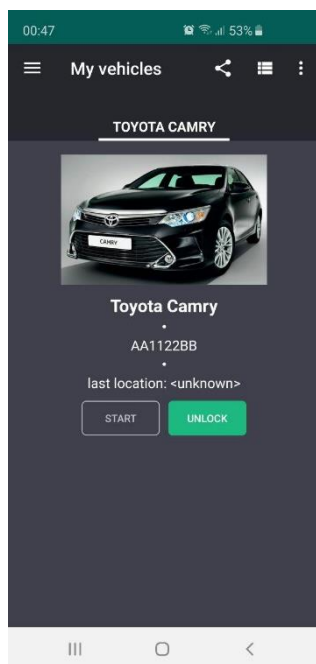 00:47 53%
My vehicles
TOYOTA CAMRY
CAMRY
Toyota Camry
•
AA1122BB
•
last location: <unknown>
START UNLOCK